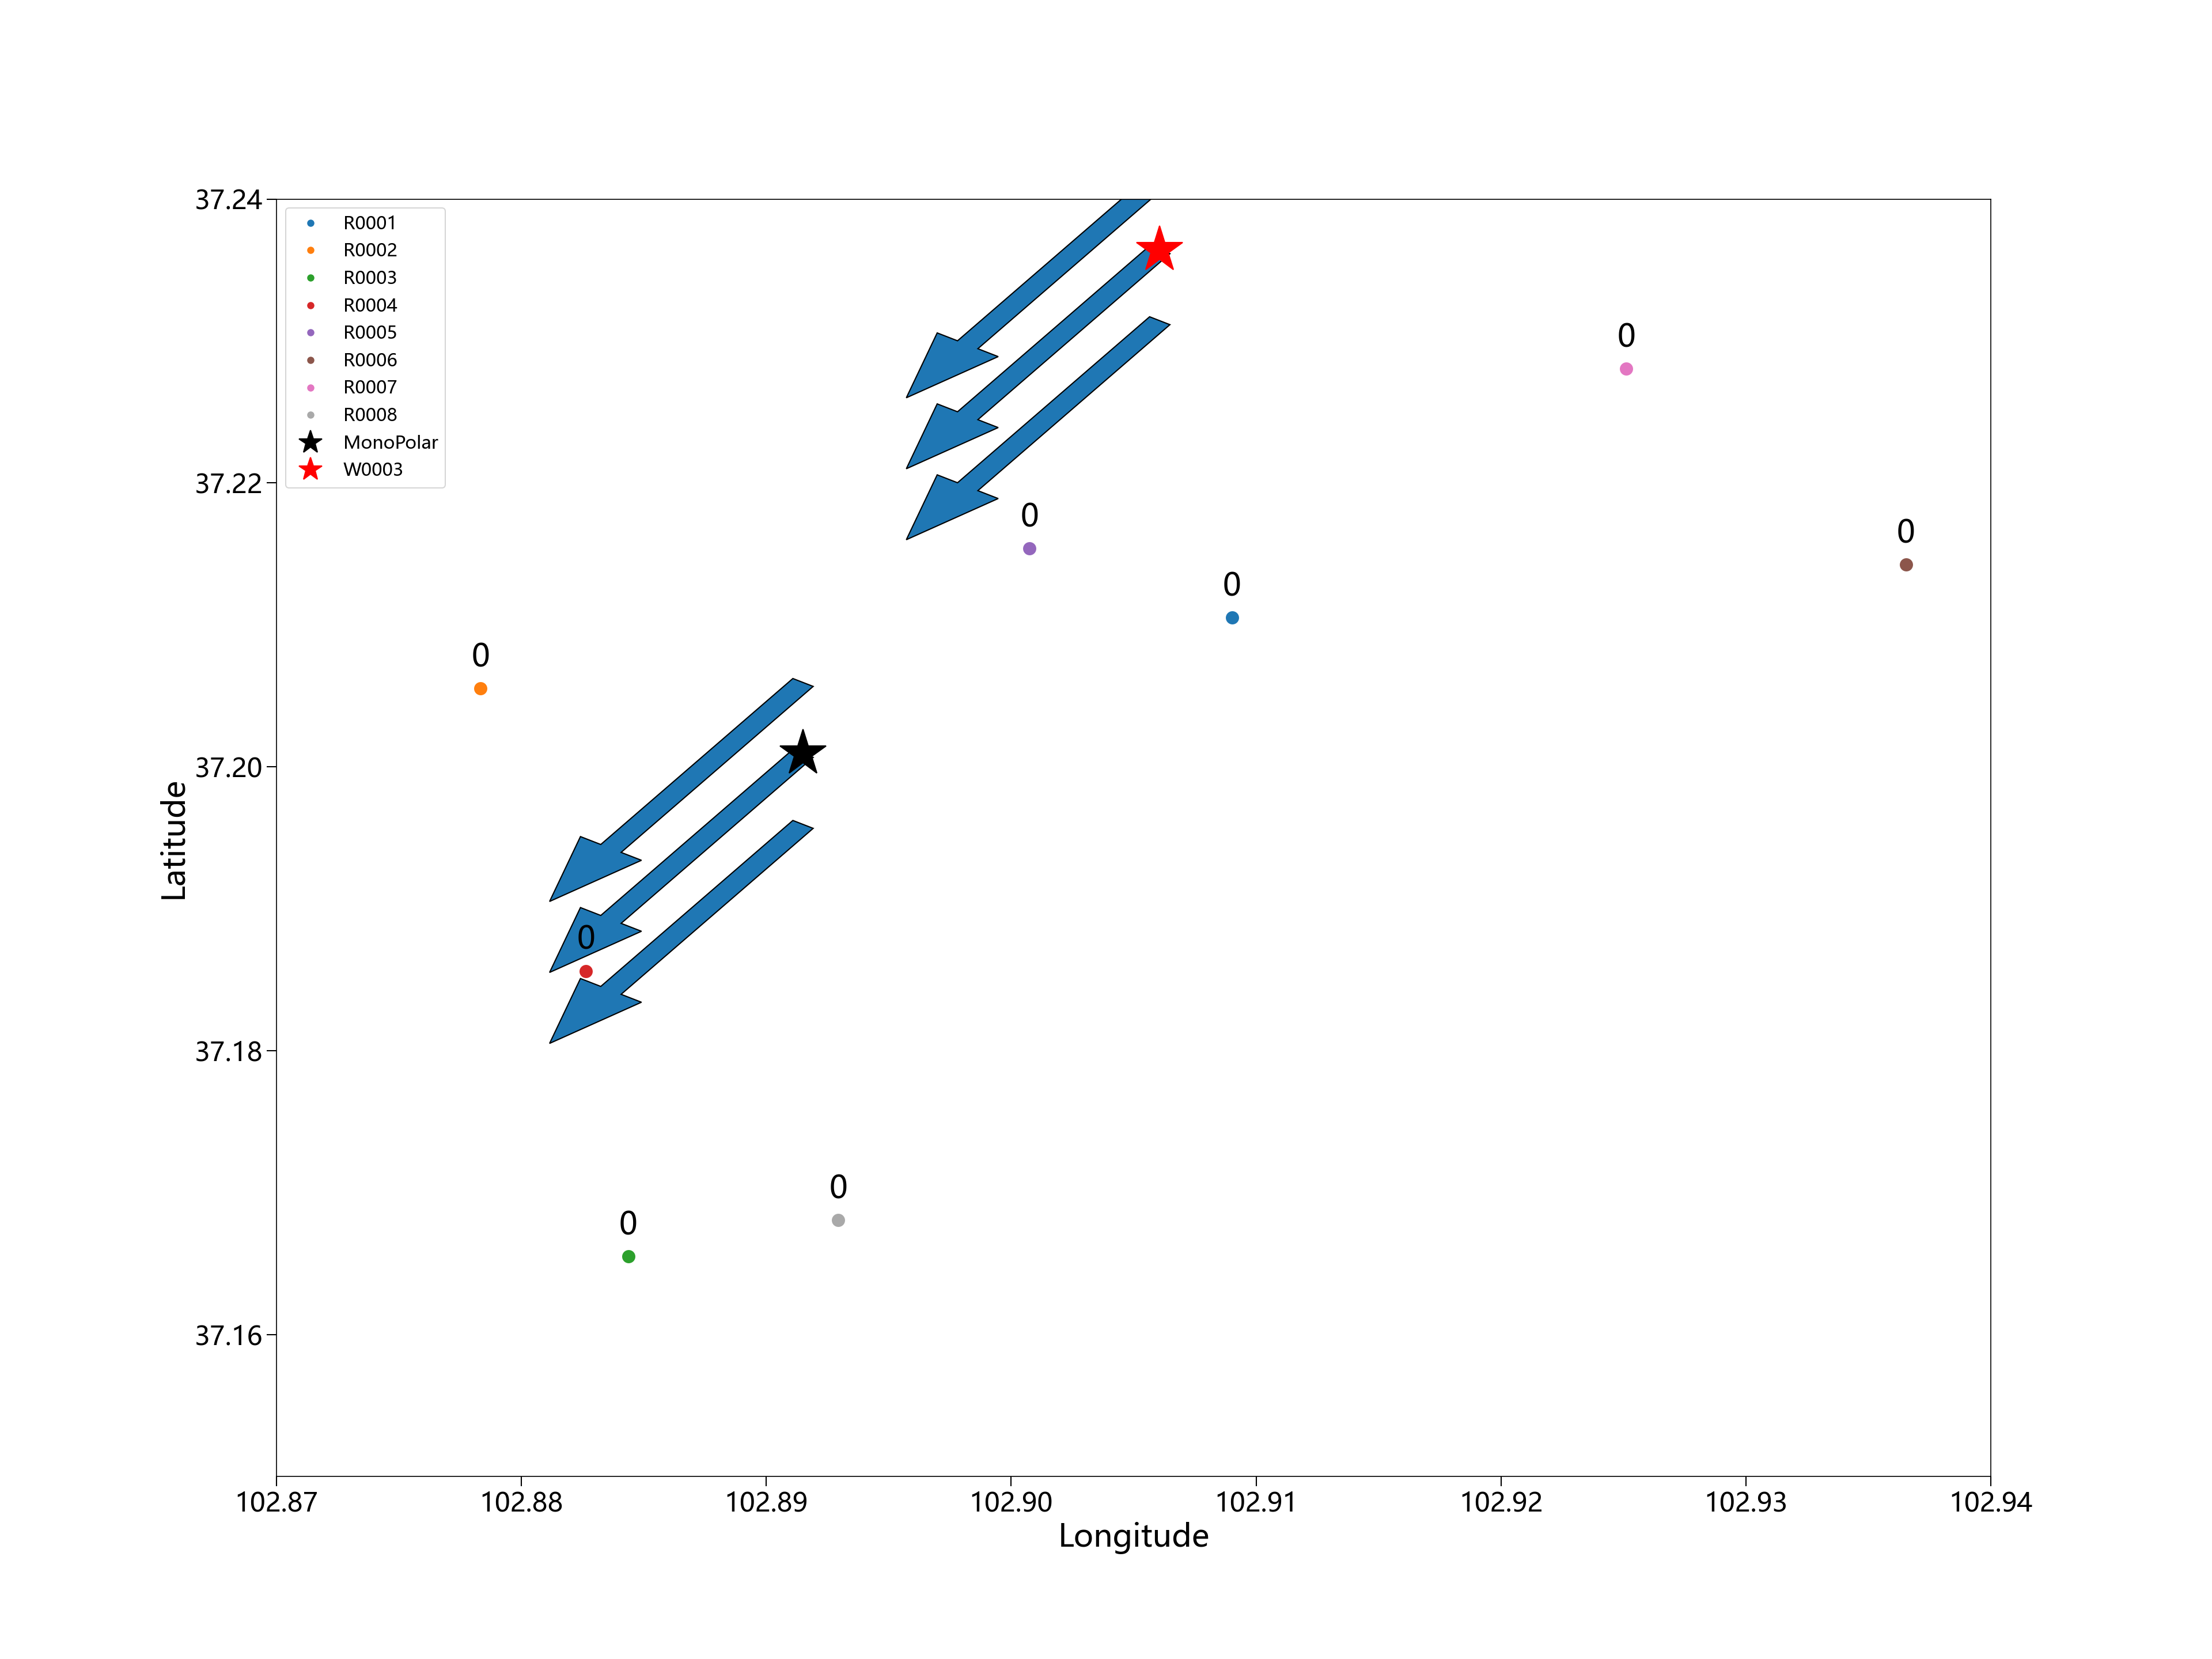 37.24
37.22
37.20
37.18
37.16
Latitude
R0001
R0002
R0003
R0004
R0005
R0006
R0007
R0008
MonoPolar
W0003
0
0
0
0
0
0
0
0
102.87 102.88 102.89 102.90 102.91 102.92 102.93 102.94
Longitude